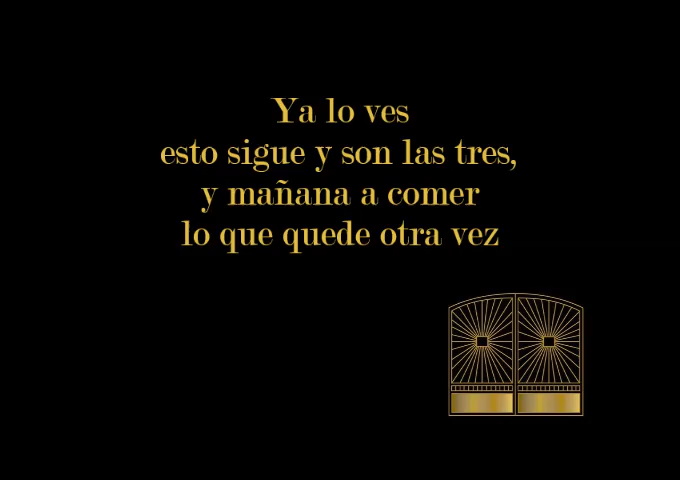 Ya lo ves
esto sigue y son las tres,
y mañana a comer
lo que quede otra vez